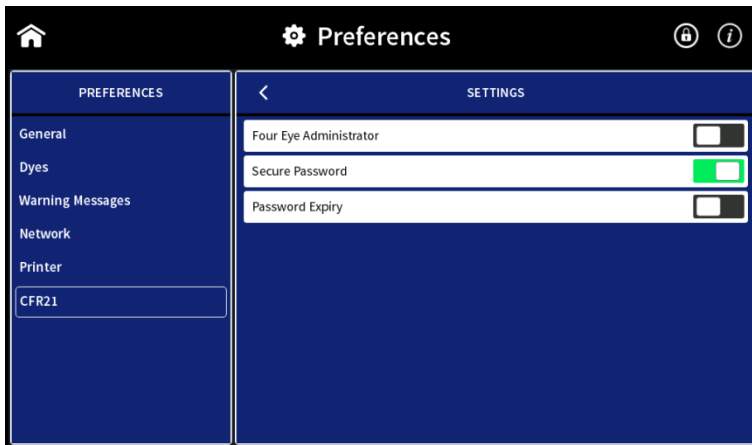 Preferences
PREFERENCES
General
Dyes
Warning Messages
Network
Printer
CFR21
SETTINGS
Four Eye Administrator
Secure Password
Password Expiry